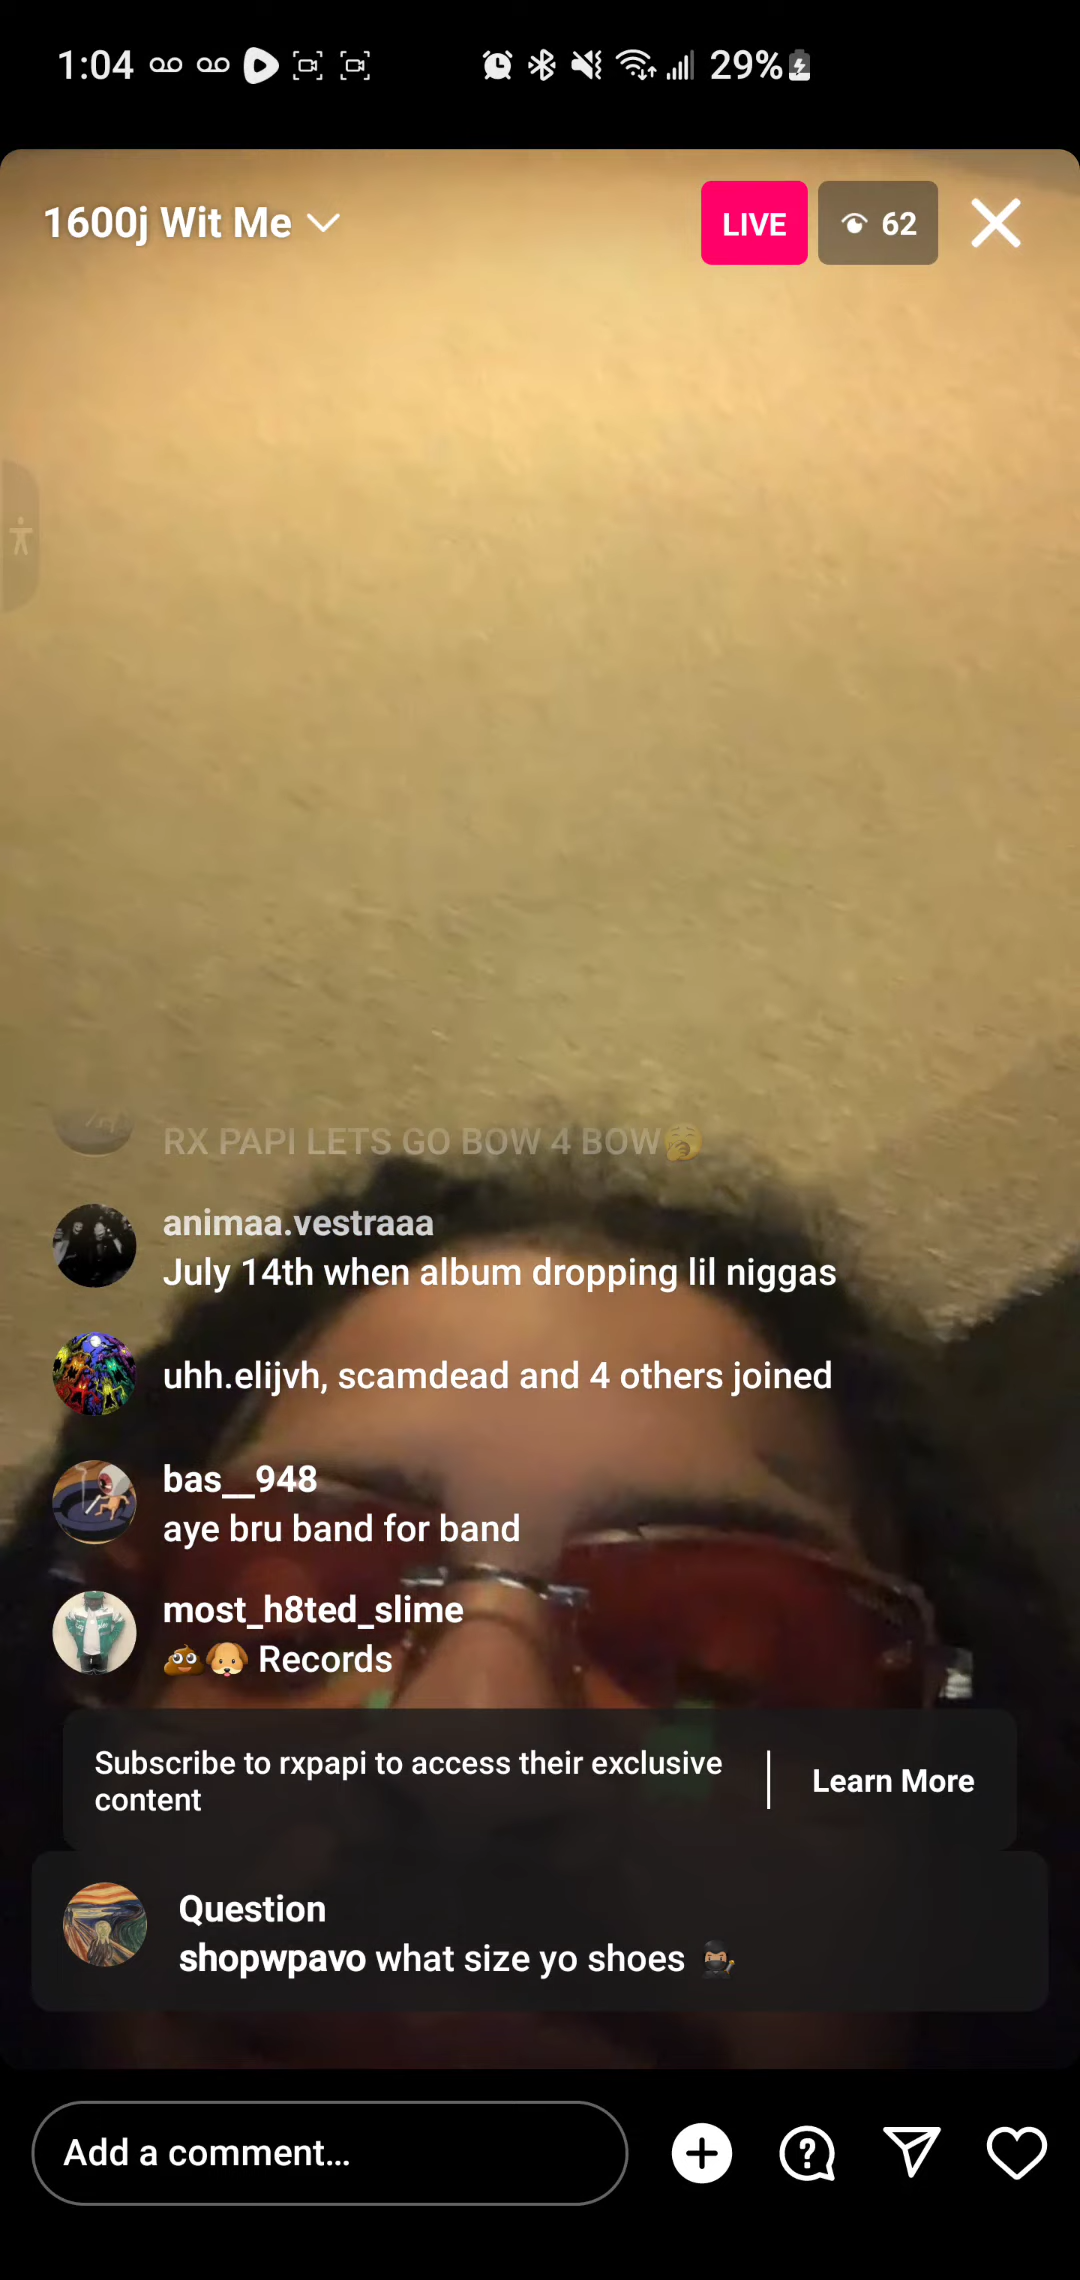 1:04
29%
1600j Wit Me
LIVE
62
RX PAPI LETS GO BOW 4 BOW🥱
animaa.vestraaa
July 14th when album dropping lil niggas
uhh.elijvh, scamdead and 4 others joined
bas__948
aye bru band for band
most_h8ted_slime
💩🐶 Records
Subscribe to rxpapi to access their exclusive
content
Learn More
Question
shopwpavo what size yo shoes 🥷
Add a comment...